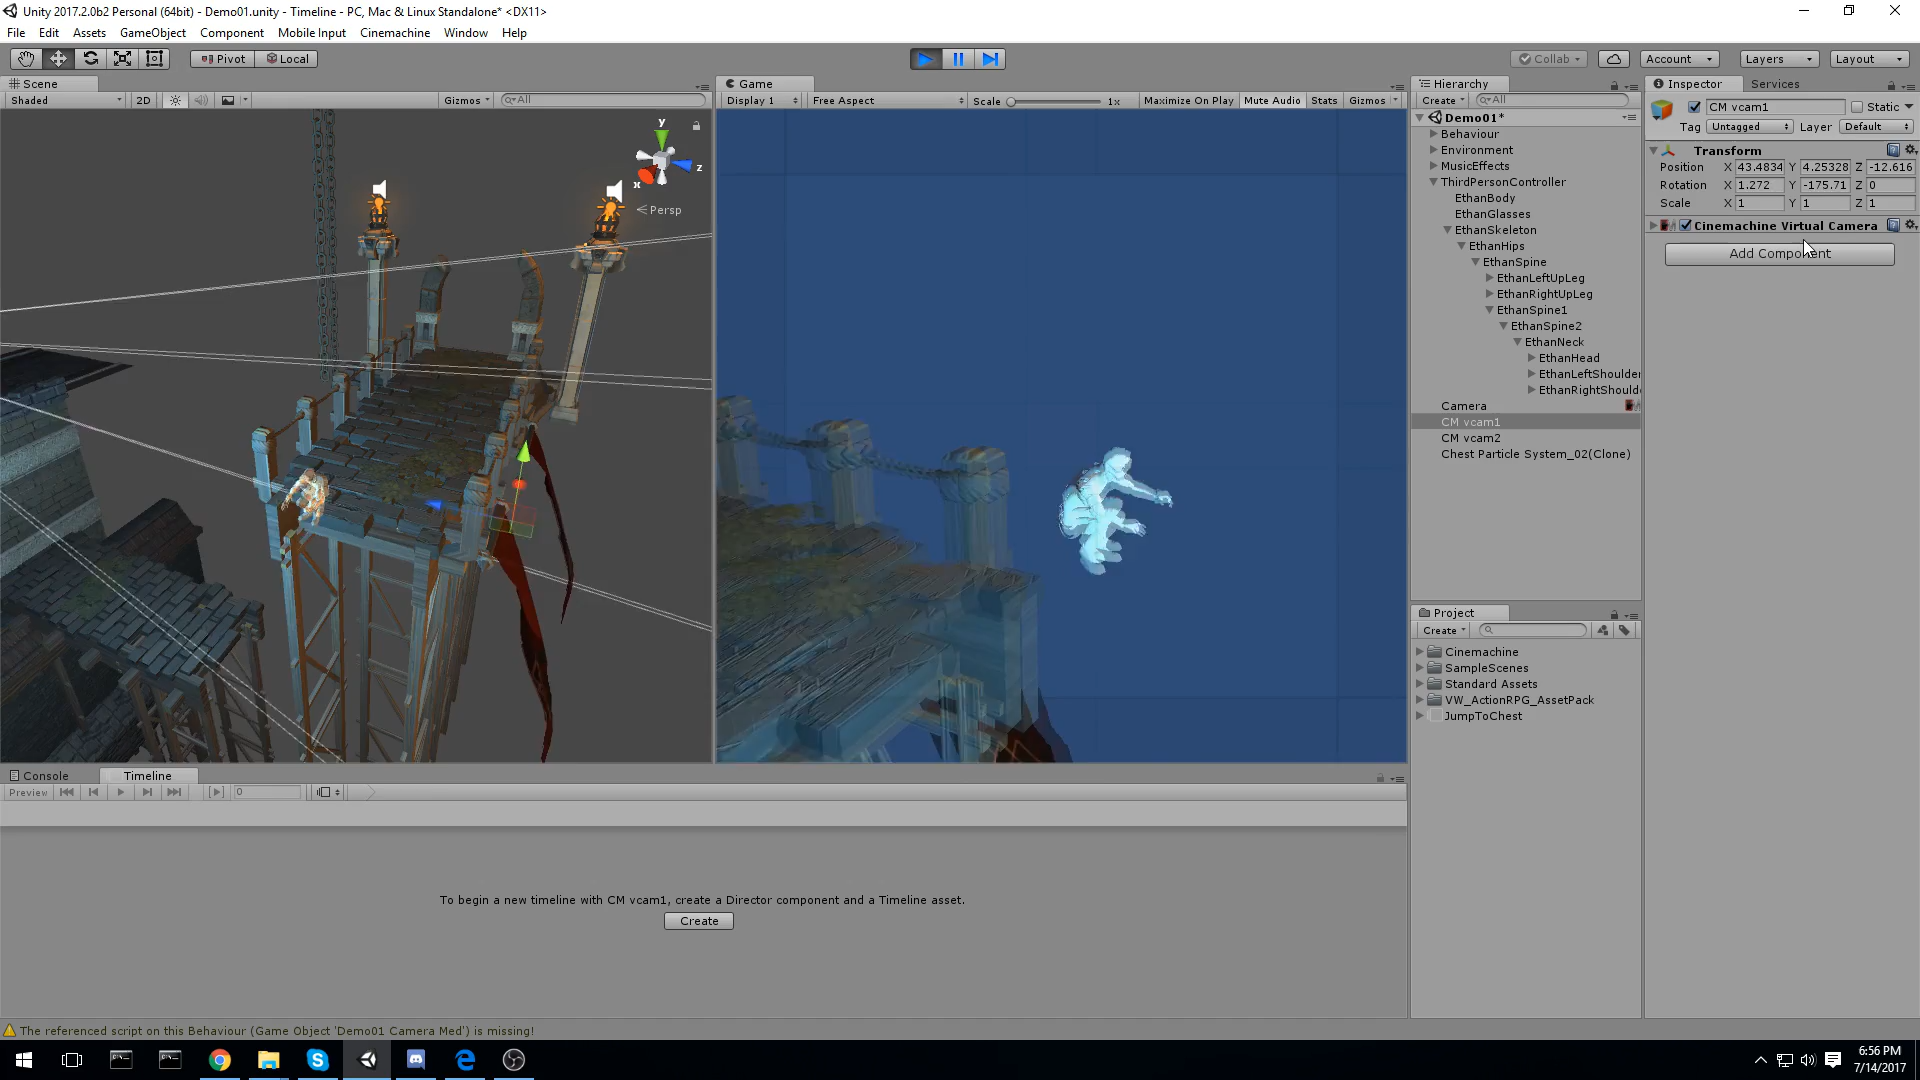 Unity 2017.2.0b2 Personal (64bit) - Demo01.unity - Timeline - PC, Mac & Linux Standalone* <DX11>
File Edit Assets GameObject Component Mobile Input Cinemachine Window Help
Pivot Local Collab Account Layers Layout
Scene
Shaded 2D Gizmos All
Game
Display 1 Free Aspect Scale 1x Maximize On Play Mute Audio Stats Gizmos
y
z
x
Persp
Hierarchy
Create All
Demo01*
Behaviour
Environment
MusicEffects
ThirdPersonController
EthanBody
EthanGlasses
EthanSkeleton
EthanHips
EthanSpine
EthanLeftUpLeg
EthanRightUpLeg
EthanSpine1
EthanSpine2
EthanNeck
EthanHead
EthanLeftShoulder
EthanRightShould
Camera
CM vcam1
CM vcam2
Chest Particle System_02(Clone)
Project
Create
Cinemachine
SampleScenes
Standard Assets
VW_ActionRPG_AssetPack
JumpToChest
Inspector Services
CM vcam1 Static
Tag Untagged Layer Default
Transform
Position X 43.4834 Y 4.25328 Z -12.616
Rotation X 1.272 Y -175.71 Z 0
Scale X 1 Y 1 Z 1
Cinemachine Virtual Camera
Add Component
Console Timeline
Preview 0
To begin a new timeline with CM vcam1, create a Director component and a Timeline asset.
Create
The referenced script on this Behaviour (Game Object 'Demo01 Camera Med') is missing!
6:56 PM
7/14/2017